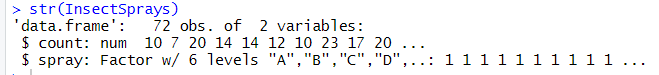 > str(InsectSprays)
'data.frame':   72 obs. of  2 variables:
 $ count: num  10 7 20 14 14 12 10 23 17 20 ...
 $ spray: Factor w/ 6 levels "A","B","C","D",..: 1 1 1 1 1 1 1 1 1 1 ...